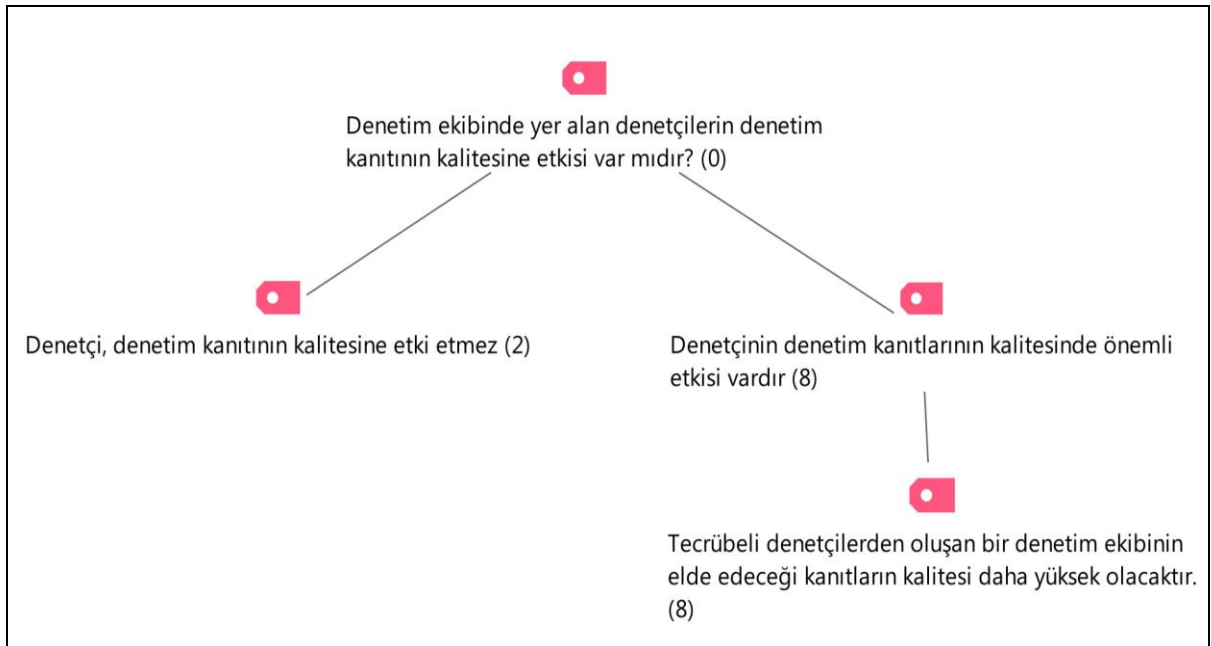 Denetim ekibinde yer alan denetçilerin denetim
kanıtının kalitesine etkisi var mıdır? (0)
Denetçi, denetim kanıtının kalitesine etki etmez (2)
Denetçinin denetim kanıtlarının kalitesinde önemli
etkisi vardır (8)
Tecrübeli denetçilerden oluşan bir denetim ekibinin
elde edeceği kanıtların kalitesi daha yüksek olacaktır.
(8)